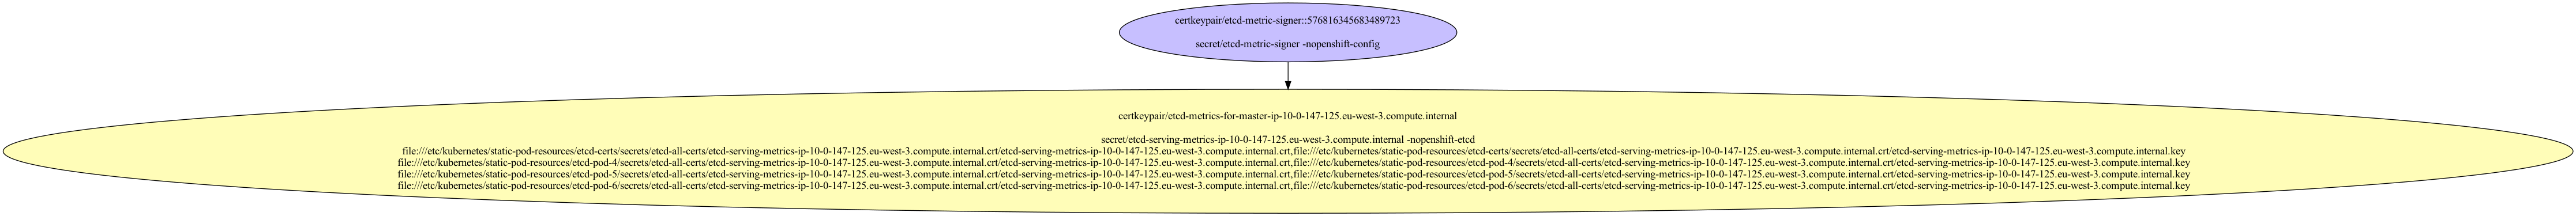 certkeypair/etcd-metric-signer::576816345683489723
secret/etcd-metric-signer -nopenshift-config
certkeypair/etcd-metrics-for-master-ip-10-0-147-125.eu-west-3.compute.internal
secret/etcd-serving-metrics-ip-10-0-147-125.eu-west-3.compute.internal -nopenshift-etcd
file:///etc/kubernetes/static-pod-resources/etcd-certs/secrets/etcd-all-certs/etcd-serving-metrics-ip-10-0-147-125.eu-west-3.compute.internal.crt/etcd-serving-metrics-ip-10-0-147-125.eu-west-3.compute.internal.crt,file:///etc/kubernetes/static-pod-resources/etcd-certs/secrets/etcd-all-certs/etcd-serving-metrics-ip-10-0-147-125.eu-west-3.compute.internal.crt/etcd-serving-metrics-ip-10-0-147-125.eu-west-3.compute.internal.key
file:///etc/kubernetes/static-pod-resources/etcd-pod-4/secrets/etcd-all-certs/etcd-serving-metrics-ip-10-0-147-125.eu-west-3.compute.internal.crt/etcd-serving-metrics-ip-10-0-147-125.eu-west-3.compute.internal.crt,file:///etc/kubernetes/static-pod-resources/etcd-pod-4/secrets/etcd-all-certs/etcd-serving-metrics-ip-10-0-147-125.eu-west-3.compute.internal.crt/etcd-serving-metrics-ip-10-0-147-125.eu-west-3.compute.internal.key
file:///etc/kubernetes/static-pod-resources/etcd-pod-5/secrets/etcd-all-certs/etcd-serving-metrics-ip-10-0-147-125.eu-west-3.compute.internal.crt/etcd-serving-metrics-ip-10-0-147-125.eu-west-3.compute.internal.crt,file:///etc/kubernetes/static-pod-resources/etcd-pod-5/secrets/etcd-all-certs/etcd-serving-metrics-ip-10-0-147-125.eu-west-3.compute.internal.crt/etcd-serving-metrics-ip-10-0-147-125.eu-west-3.compute.internal.key
file:///etc/kubernetes/static-pod-resources/etcd-pod-6/secrets/etcd-all-certs/etcd-serving-metrics-ip-10-0-147-125.eu-west-3.compute.internal.crt/etcd-serving-metrics-ip-10-0-147-125.eu-west-3.compute.internal.crt,file:///etc/kubernetes/static-pod-resources/etcd-pod-6/secrets/etcd-all-certs/etcd-serving-metrics-ip-10-0-147-125.eu-west-3.compute.internal.crt/etcd-serving-metrics-ip-10-0-147-125.eu-west-3.compute.internal.key